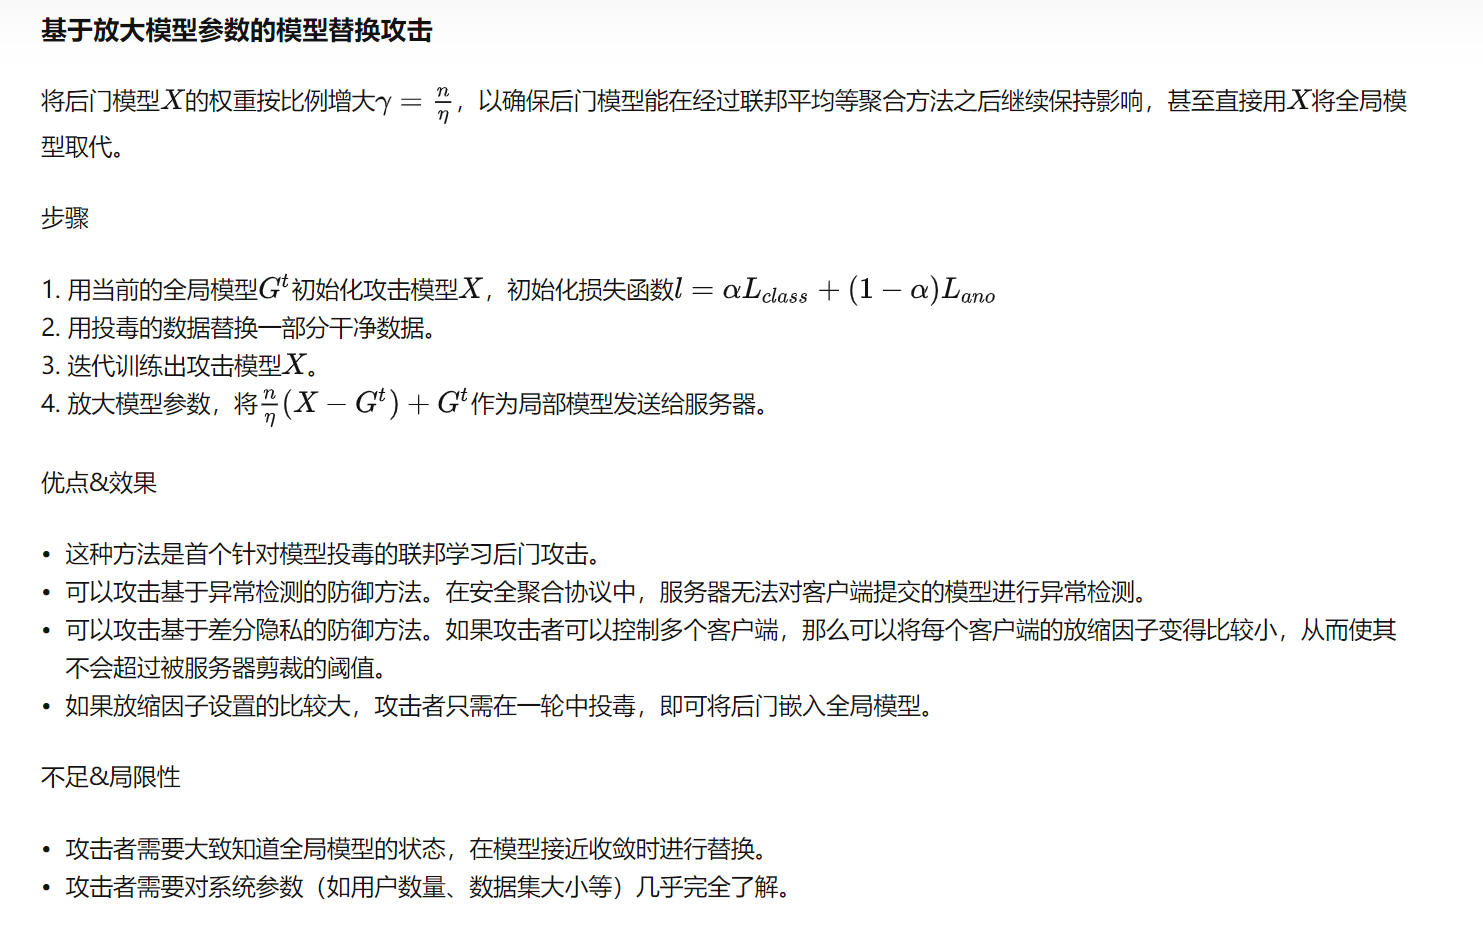 基于放大模型参数的模型替换攻击
将后门模型X的权重按比例增大γ = n/η，以确保后门模型能在经过联邦平均等聚合方法之后继续保持影响，甚至直接用X将全局模
型取代。
步骤
1. 用当前的全局模型G^t初始化攻击模型X，初始化损失函数l = αL_class + (1 − α)L_ano
2. 用投毒的数据替换一部分干净数据。
3. 迭代训练出攻击模型X。
4. 放大模型参数，将n/η(X − G^t) + G^t作为局部模型发送给服务器。
优点&效果
• 这种方法是首个针对模型投毒的联邦学习后门攻击。
• 可以攻击基于异常检测的防御方法。在安全聚合协议中，服务器无法对客户端提交的模型进行异常检测。
• 可以攻击基于差分隐私的防御方法。如果攻击者可以控制多个客户端，那么可以将每个客户端的放缩因子变得比较小，从而使其
不会超过被服务器剪裁的阈值。
• 如果放缩因子设置的比较大，攻击者只需在一轮中投毒，即可将后门嵌入全局模型。
不足&局限性
• 攻击者需要大致知道全局模型的状态，在模型接近收敛时进行替换。
• 攻击者需要对系统参数（如用户数量、数据集大小等）几乎完全了解。